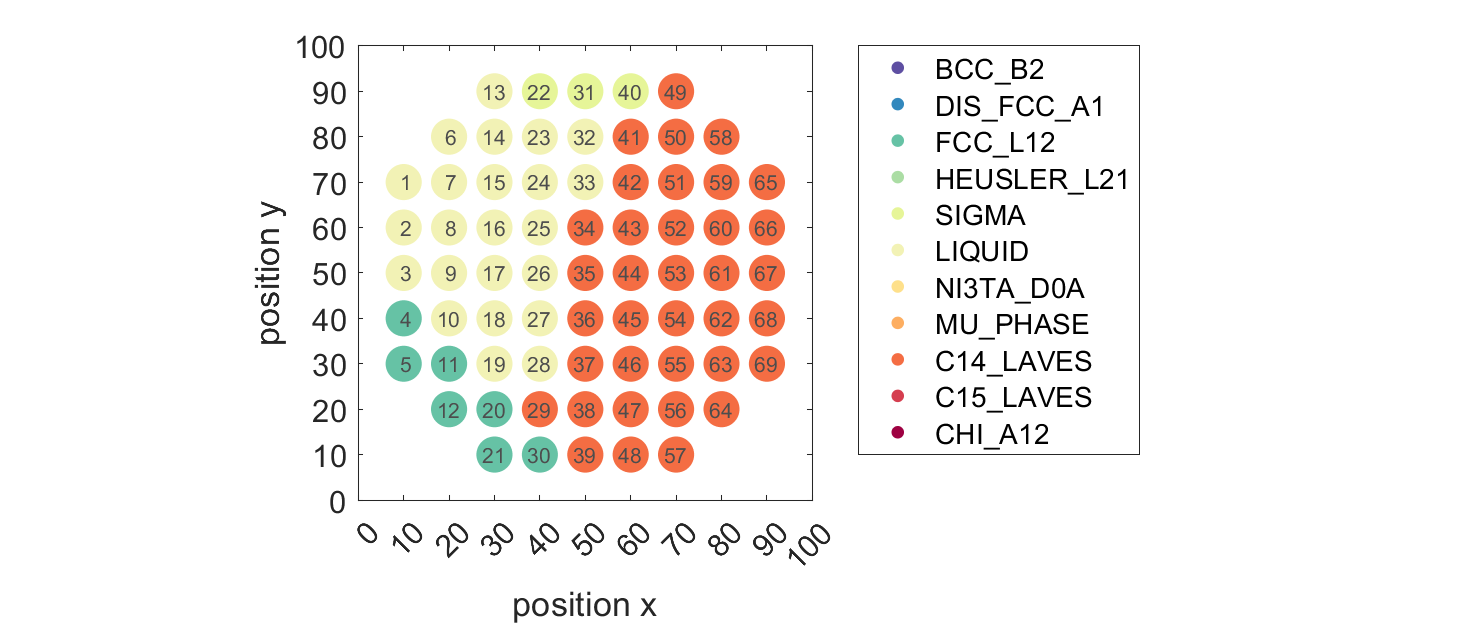 100
90
80
70
60
50
40
30
20
10
0
position y
13 22 31 40 49
6 14 23 32 41 50 58
1 7 15 24 33 42 51 59 65
2 8 16 25 34 43 52 60 66
3 9 17 26 35 44 53 61 67
4 10 18 27 36 45 54 62 68
5 11 19 28 37 46 55 63 69
12 20 29 38 47 56 64
21 30 39 48 57
0 10 20 30 40 50 60 70 80 90 100
position x
BCC_B2
DIS_FCC_A1
FCC_L12
HEUSLER_L21
SIGMA
LIQUID
NI3TA_D0A
MU_PHASE
C14_LAVES
C15_LAVES
CHI_A12